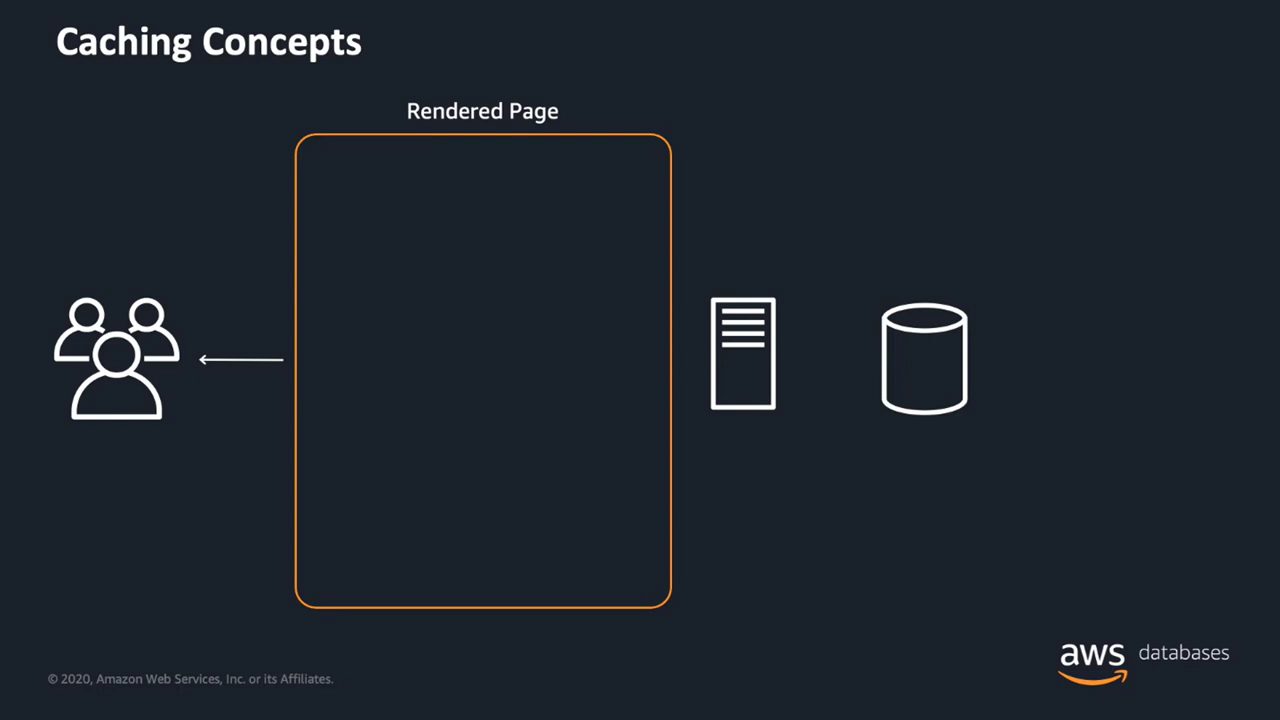 Caching Concepts
Rendered Page
aws databases
© 2020, Amazon Web Services, Inc. or its Affiliates.